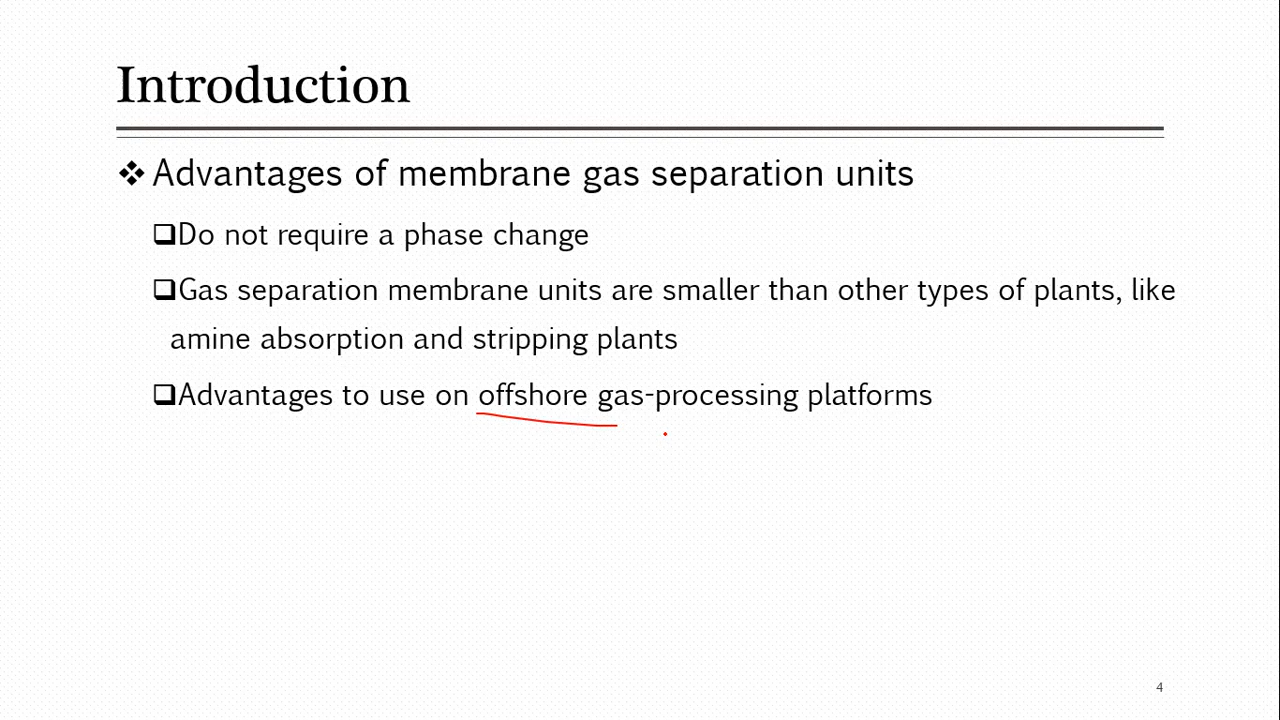 Introduction
Advantages of membrane gas separation units
Do not require a phase change
Gas separation membrane units are smaller than other types of plants, like
amine absorption and stripping plants
Advantages to use on offshore gas-processing platforms
4